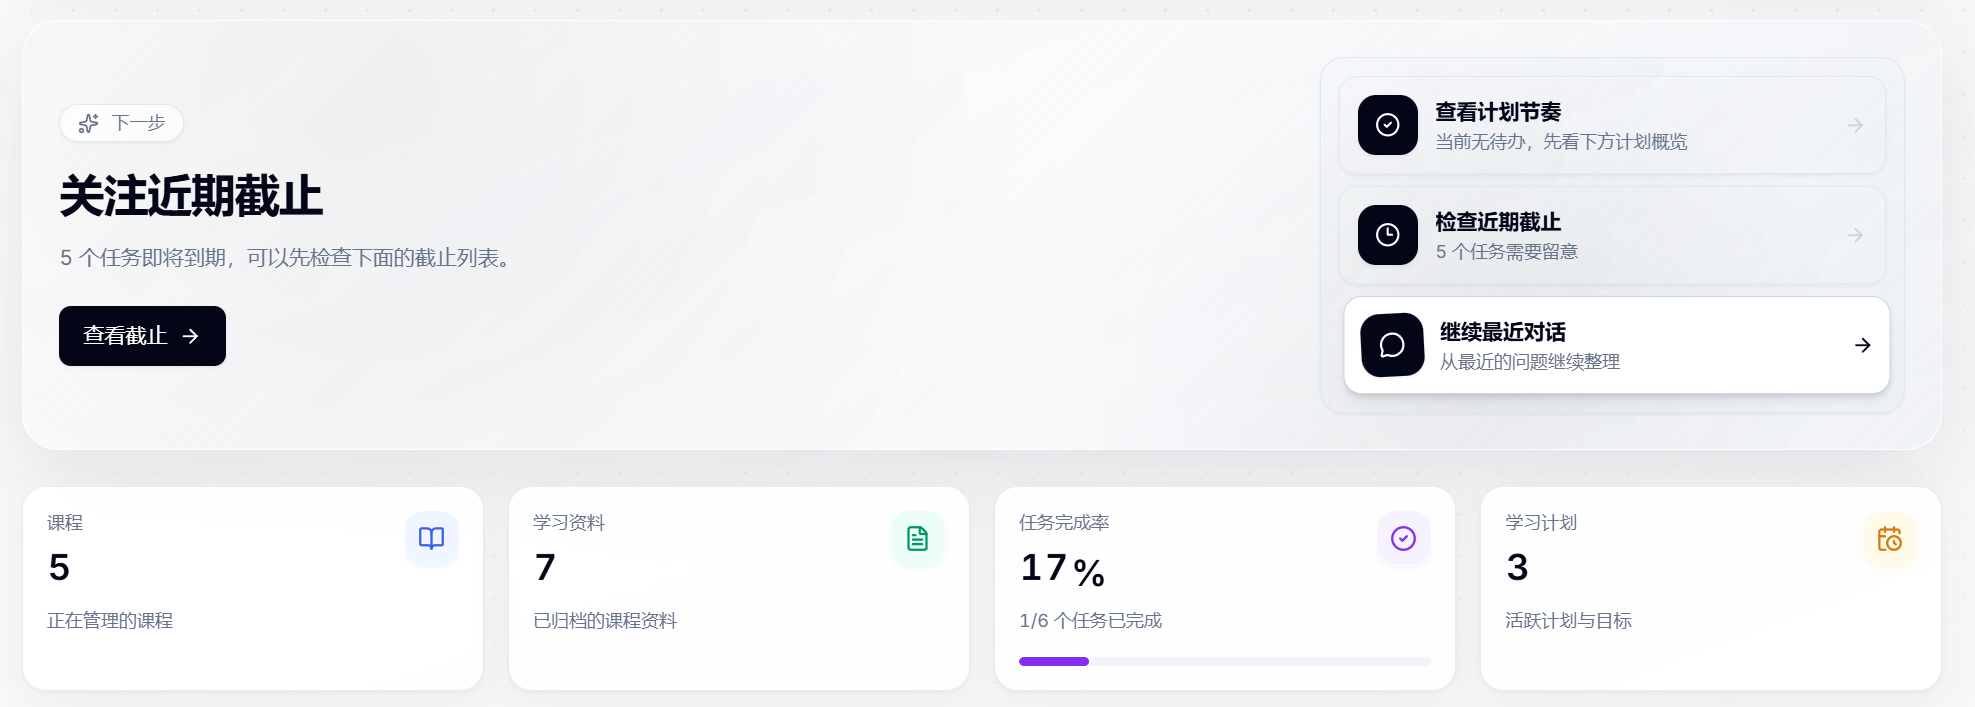 下一步
关注近期截止
5 个任务即将到期，可以先检查下面的截止列表。
查看截止
查看计划节奏
当前无待办，先看下方计划概览
检查近期截止
5 个任务需要留意
继续最近对话
从最近的问题继续整理
课程
5
正在管理的课程
学习资料
7
已归档的课程资料
任务完成率
17%
1/6 个任务已完成
学习计划
3
活跃计划与目标